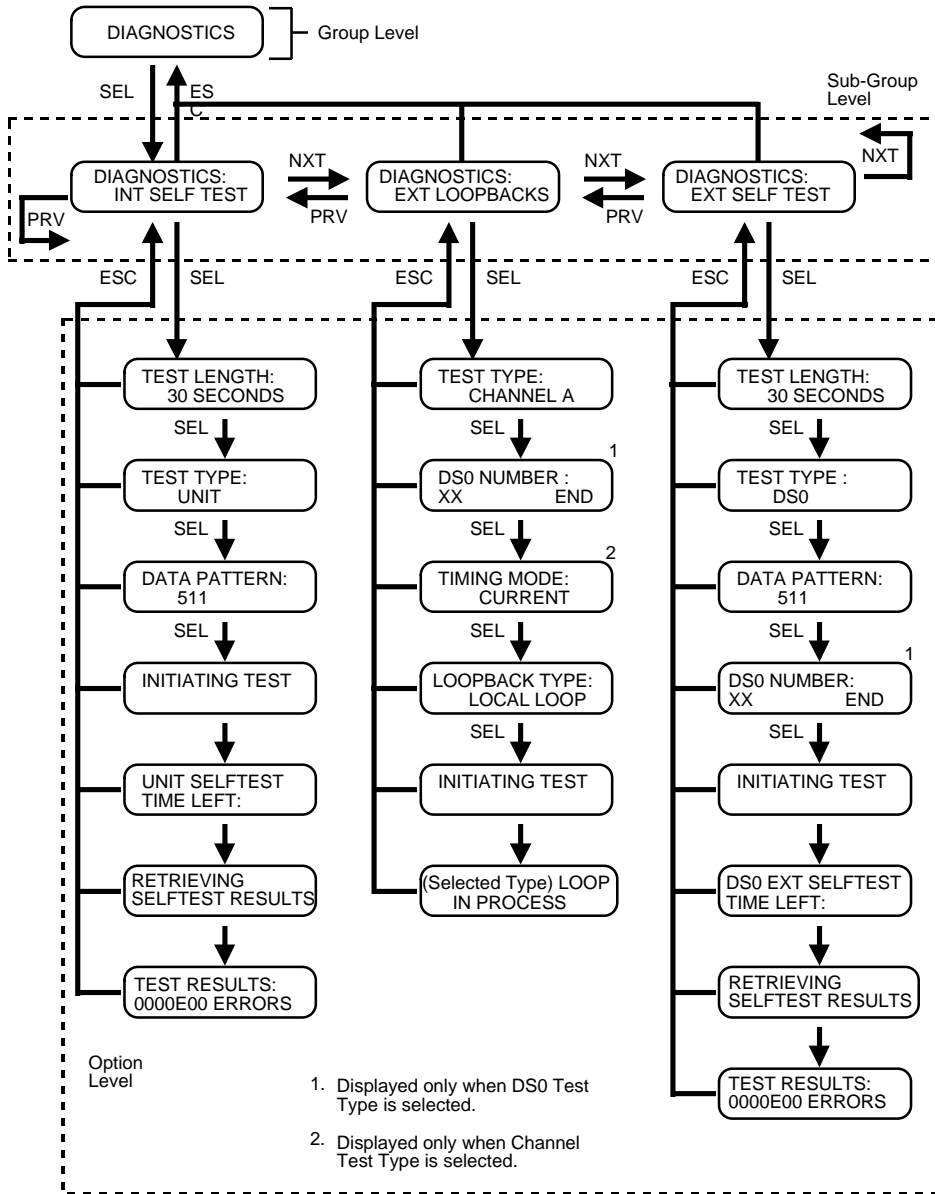 DIAGNOSTICS
Group Level
SEL
ES
C
Sub-Group
Level
DIAGNOSTICS:
INT SELF TEST
NXT
PRV
DIAGNOSTICS:
EXT LOOPBACKS
NXT
PRV
DIAGNOSTICS:
EXT SELF TEST
NXT
PRV
ESC
SEL
ESC
SEL
ESC
SEL
TEST LENGTH:
30 SECONDS
SEL
TEST TYPE:
UNIT
SEL
DATA PATTERN:
511
SEL
INITIATING TEST
UNIT SELFTEST
TIME LEFT:
RETRIEVING
SELFTEST RESULTS
TEST RESULTS:
0000E00 ERRORS
TEST TYPE:
CHANNEL A
SEL
1
DS0 NUMBER :
XX END
SEL
2
TIMING MODE:
CURRENT
SEL
LOOPBACK TYPE:
LOCAL LOOP
SEL
INITIATING TEST
(Selected Type) LOOP
IN PROCESS
TEST LENGTH:
30 SECONDS
SEL
TEST TYPE :
DS0
SEL
DATA PATTERN:
511
SEL
1
DS0 NUMBER:
XX END
SEL
INITIATING TEST
DS0 EXT SELFTEST
TIME LEFT:
RETRIEVING
SELFTEST RESULTS
TEST RESULTS:
0000E00 ERRORS
Option
Level
1. Displayed only when DS0 Test
Type is selected.
2. Displayed only when Channel
Test Type is selected.